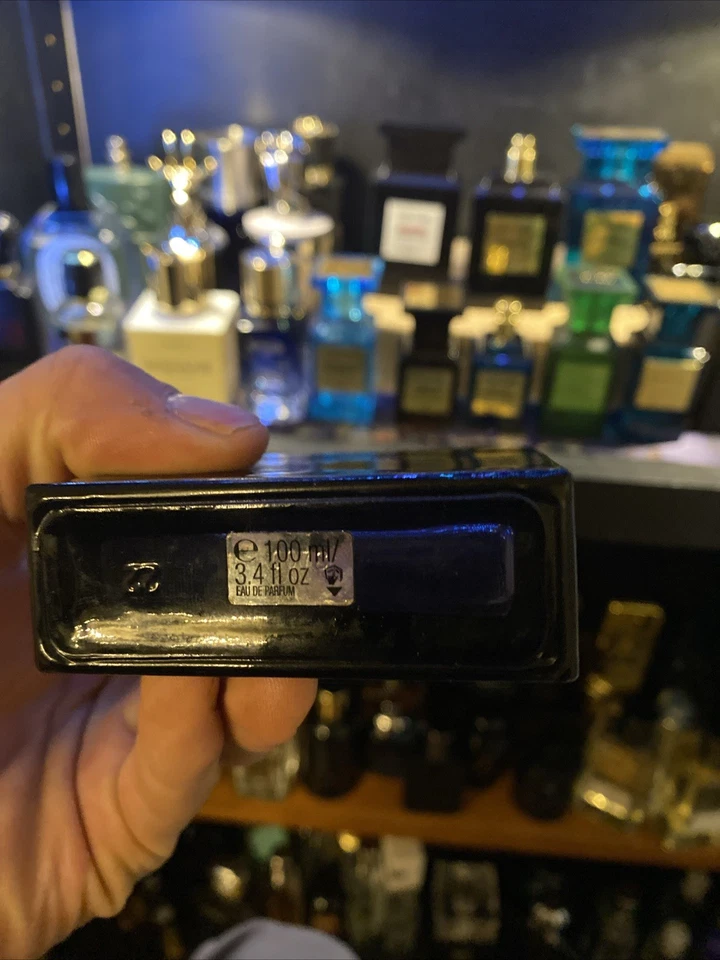 ℮ 100 ml/
3.4 fl oz
EAU DE PARFUM